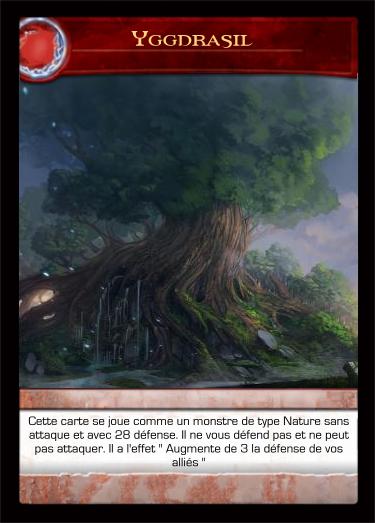 Yggdrasil
Cette carte se joue comme un monstre de type Nature sans
attaque et avec 28 défense. Il ne vous défend pas et ne peut
pas attaquer. Il a l'effet " Augmente de 3 la défense de vos
alliés "